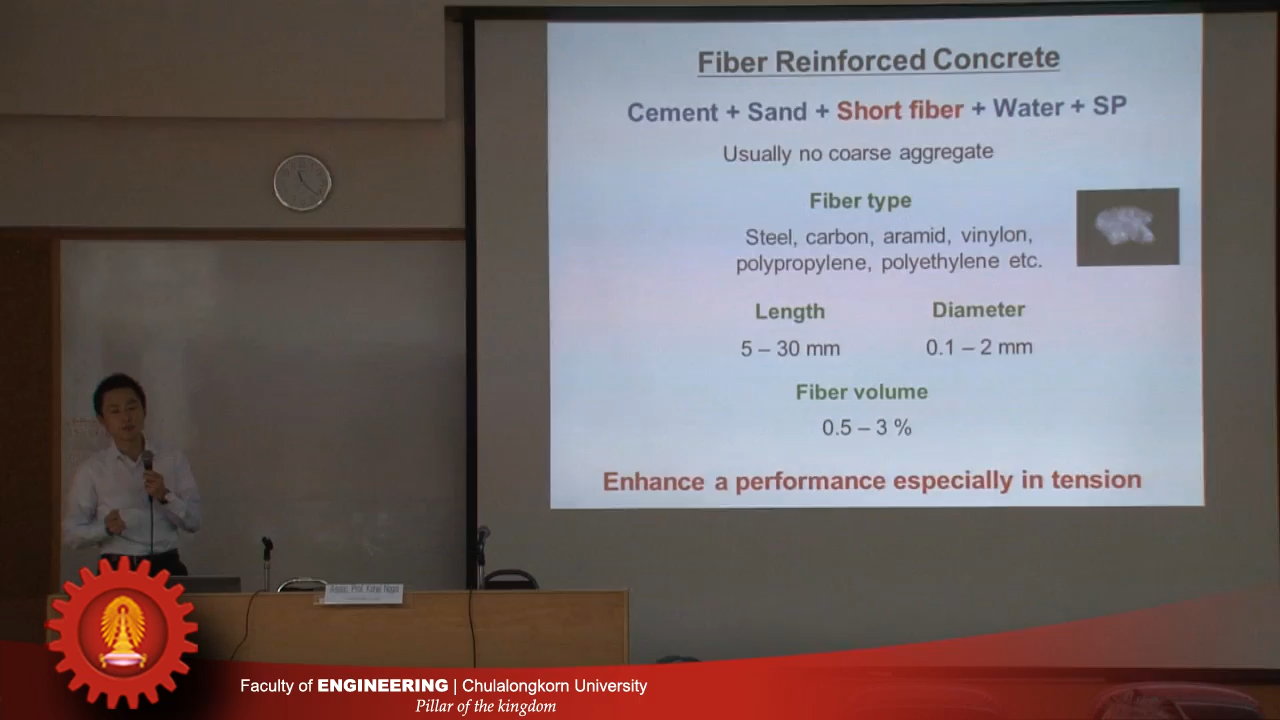 Fiber Reinforced Concrete
Cement + Sand + Short fiber + Water + SP
Usually no coarse aggregate
Fiber type
Steel, carbon, aramid, vinylon,
polypropylene, polyethylene etc.
Length Diameter
5 – 30 mm 0.1 – 2 mm
Fiber volume
0.5 – 3 %
Enhance a performance especially in tension
Assoc. Prof.
Faculty of ENGINEERING | Chulalongkorn University
Pillar of the kingdom